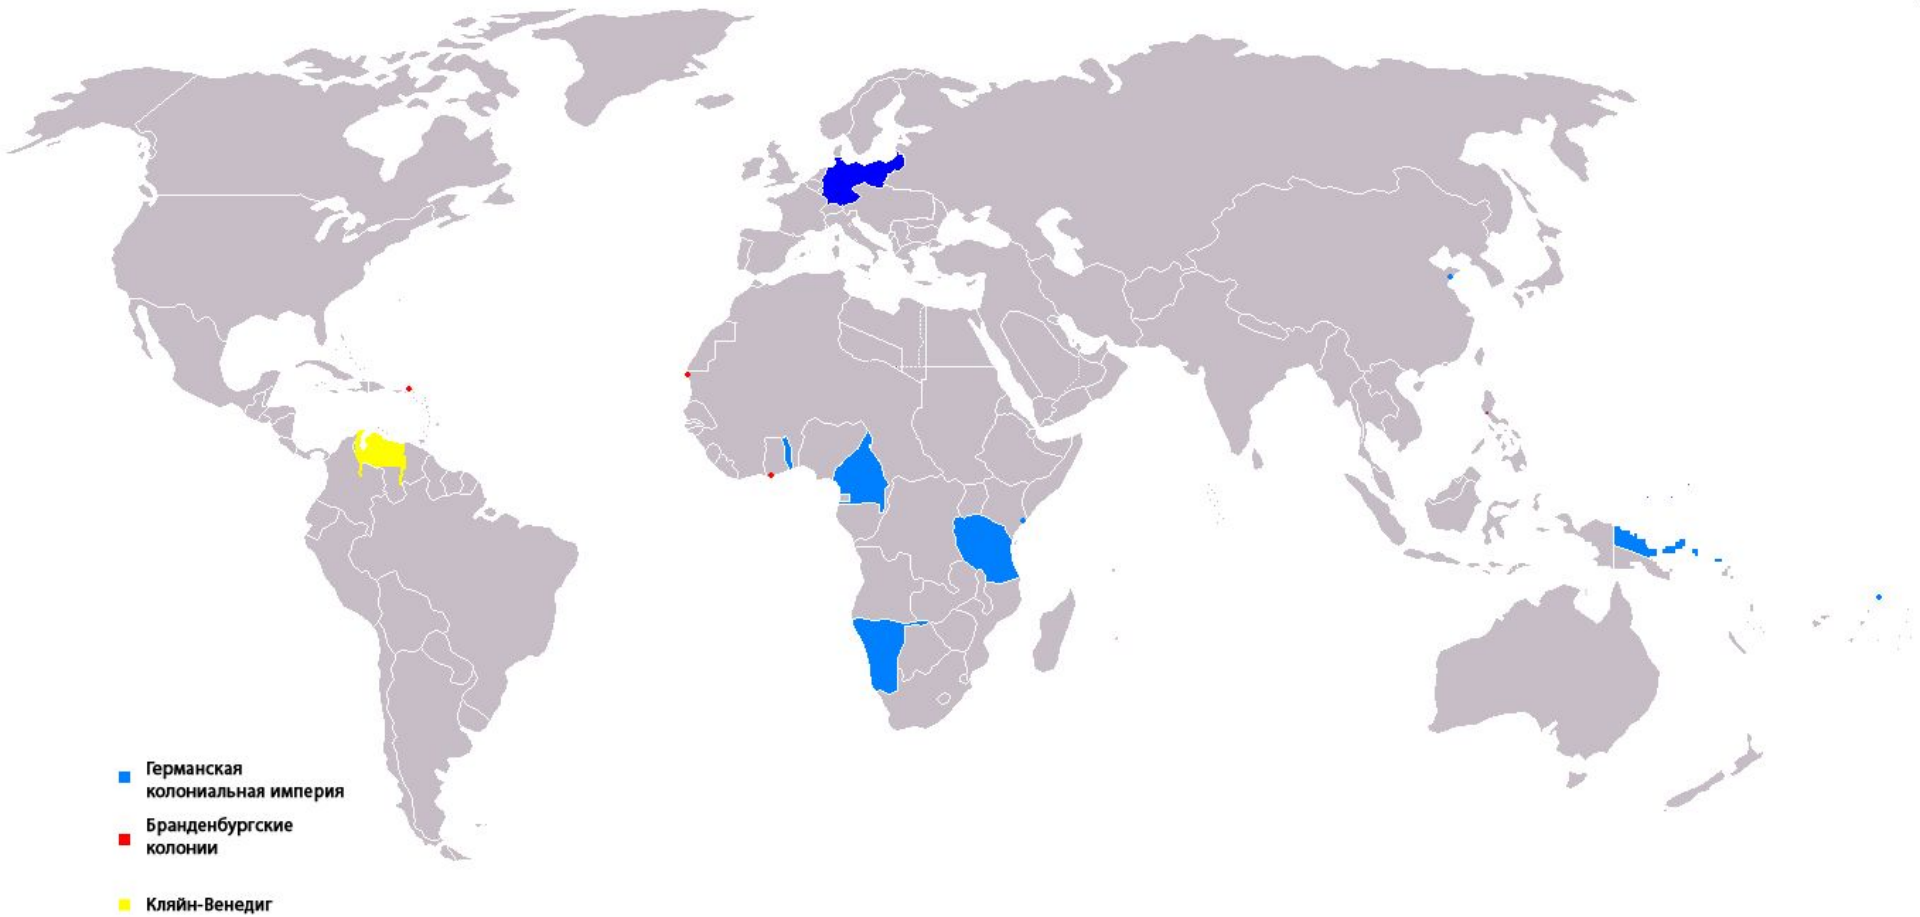 Германская
колониальная империя
Бранденбургские
колонии
Кляйн-Венедиг